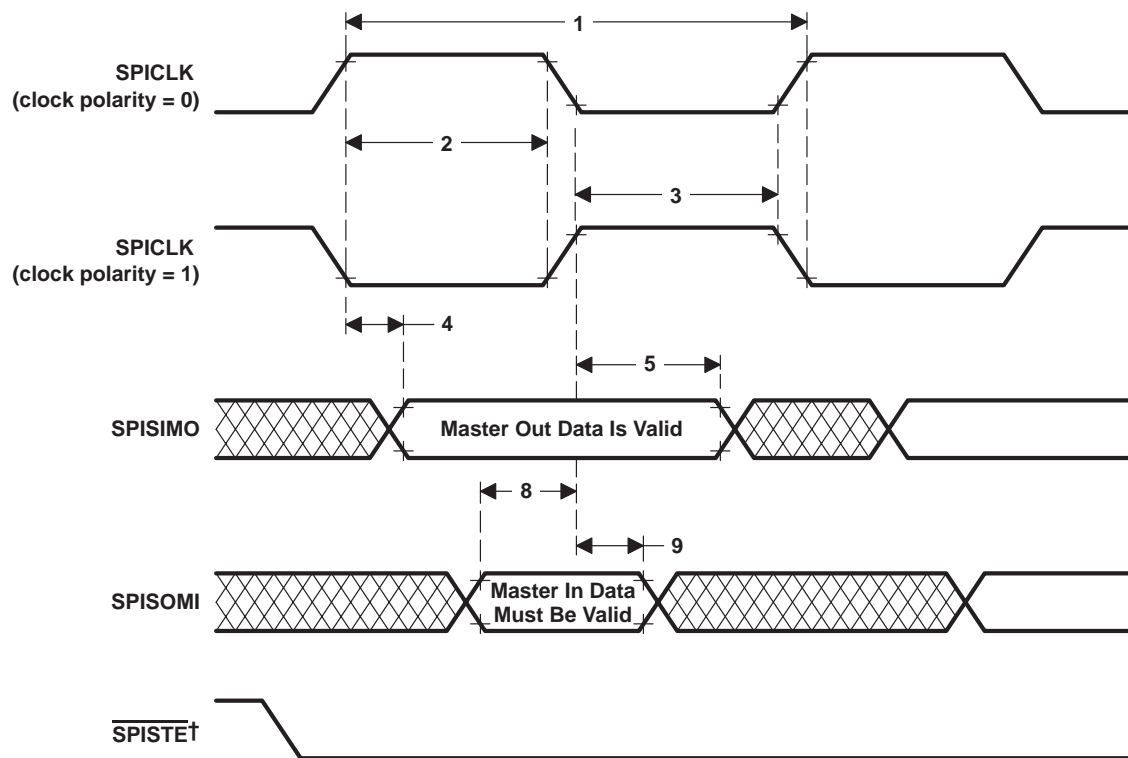 1
SPICLK
(clock polarity = 0)
2
3
SPICLK
(clock polarity = 1)
4
5
SPISIMO
Master Out Data Is Valid
8
9
SPISOMI
Master In Data
Must Be Valid
SPISTE†